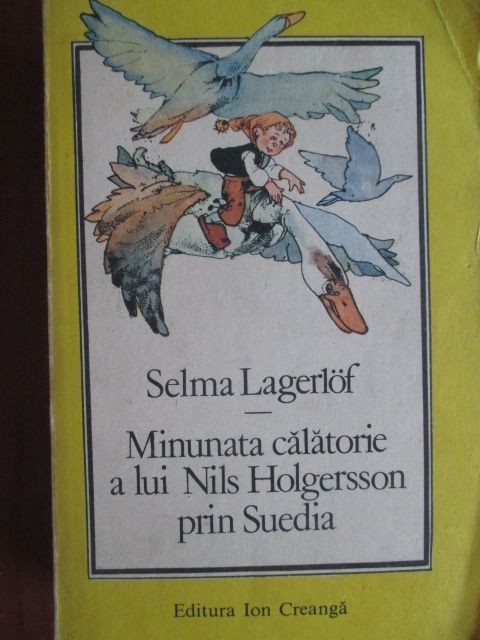 Selma Lagerlöf
Minunata călătorie
a lui Nils Holgersson
prin Suedia
Editura Ion Creangă